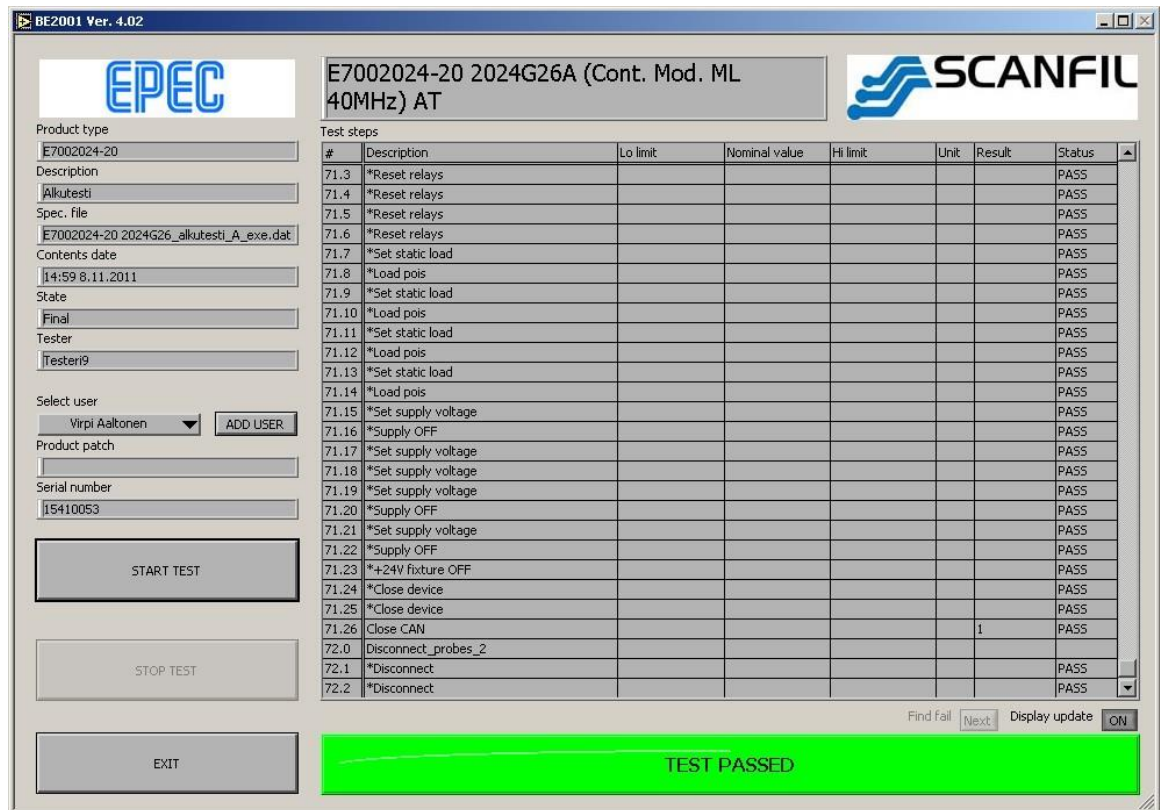 BE2001 Ver. 4.02
EPEC
E7002024-20 2024G26A (Cont. Mod. ML
40MHz) AT
SCANFIL
Product type
E7002024-20
Description
Alkutesti
Spec. file
E7002024-20 2024G26_alkutesti_A_exe.dat
Contents date
14:59 8.11.2011
State
Final
Tester
Testeri9
Select user
Virpi Aaltonen ADD USER
Product patch
Serial number
15410053
START TEST
STOP TEST
EXIT
Test steps
# Description Lo limit Nominal value Hi limit Unit Result Status
71.3 *Reset relays PASS
71.4 *Reset relays PASS
71.5 *Reset relays PASS
71.6 *Reset relays PASS
71.7 *Set static load PASS
71.8 *Load pois PASS
71.9 *Set static load PASS
71.10 *Load pois PASS
71.11 *Set static load PASS
71.12 *Load pois PASS
71.13 *Set static load PASS
71.14 *Load pois PASS
71.15 *Set supply voltage PASS
71.16 *Supply OFF PASS
71.17 *Set supply voltage PASS
71.18 *Set supply voltage PASS
71.19 *Set supply voltage PASS
71.20 *Supply OFF PASS
71.21 *Set supply voltage PASS
71.22 *Supply OFF PASS
71.23 *+24V fixture OFF PASS
71.24 *Close device PASS
71.25 *Close device PASS
71.26 Close CAN 1 PASS
72.0 Disconnect_probes_2
72.1 *Disconnect PASS
72.2 *Disconnect PASS
Find fail Next Display update ON
TEST PASSED